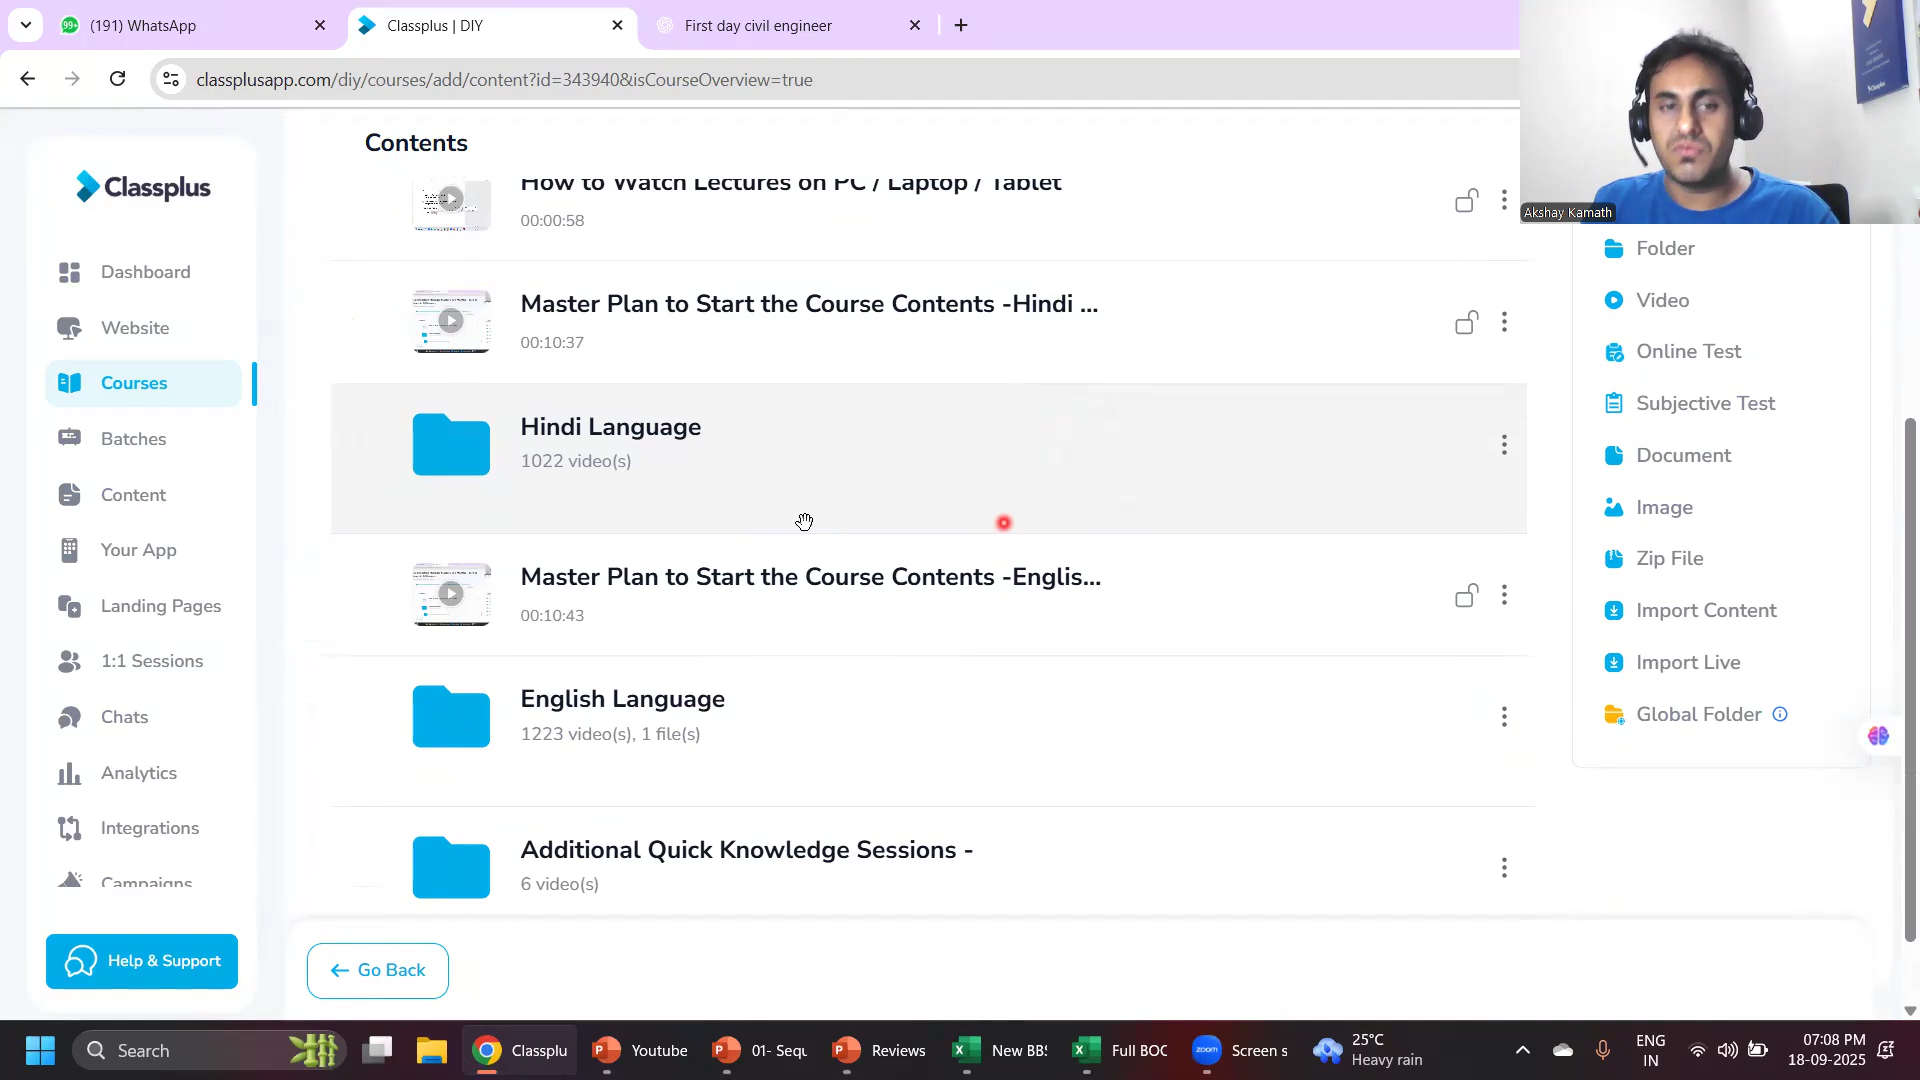 99+ (191) WhatsApp
Classplus | DIY
First day civil engineer
classplusapp.com/diy/courses/add/content?id=343940&isCourseOverview=true
Akshay Kamath
Classplus
Dashboard
Website
Courses
Batches
Content
Your App
Landing Pages
1:1 Sessions
Chats
Analytics
Integrations
Campaigns
Help & Support
Contents
How to Watch Lectures on PC / Laptop / Tablet
00:00:58
Master Plan to Start the Course Contents -Hindi ...
00:10:37
Hindi Language
1022 video(s)
Master Plan to Start the Course Contents -Englis...
00:10:43
English Language
1223 video(s), 1 file(s)
Additional Quick Knowledge Sessions -
6 video(s)
Go Back
Folder
Video
Online Test
Subjective Test
Document
Image
Zip File
Import Content
Import Live
Global Folder
Search
Classplu
Youtube
01- Sequ
Reviews
New BBS
Full BOC
zoom
Screen s
25°C
Heavy rain
ENG
IN
07:08 PM
18-09-2025